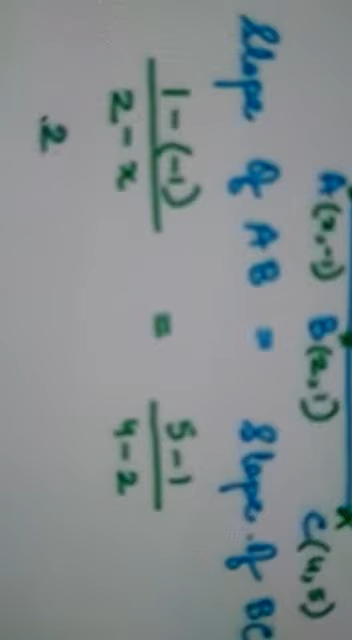 A(x,-1) B(2,1) C(4,5)
Slope of AB = Slope of BC
1-(-1) / 2-x = 5-1 / 4-2
2